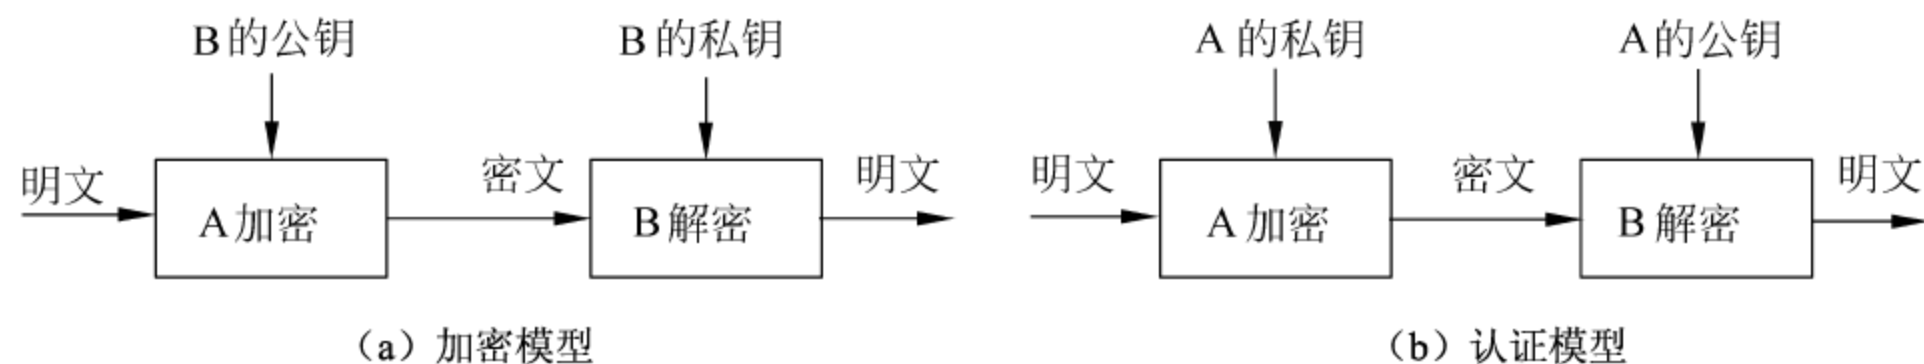 B的公钥
B的私钥
明文
A加密
密文
B解密
明文
(a) 加密模型
A的私钥
A的公钥
明文
A加密
密文
B解密
明文
(b) 认证模型